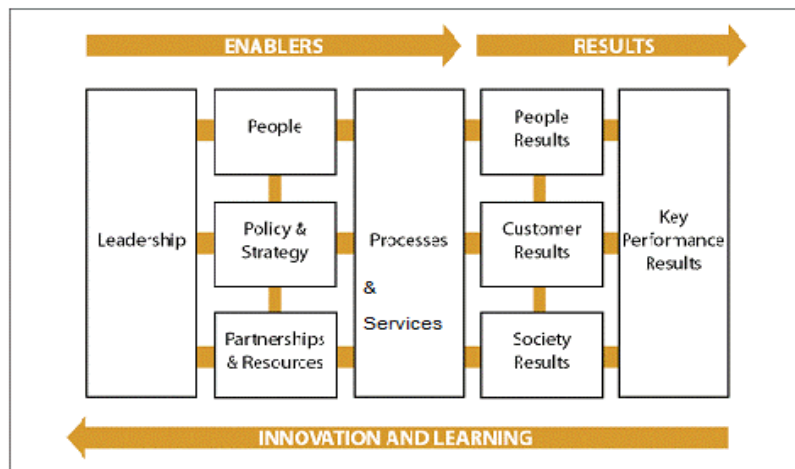 ENABLERS
RESULTS
Leadership
People
Policy &
Strategy
Partnerships
& Resources
Processes
&
Services
People
Results
Customer
Results
Society
Results
Key
Performance
Results
INNOVATION AND LEARNING